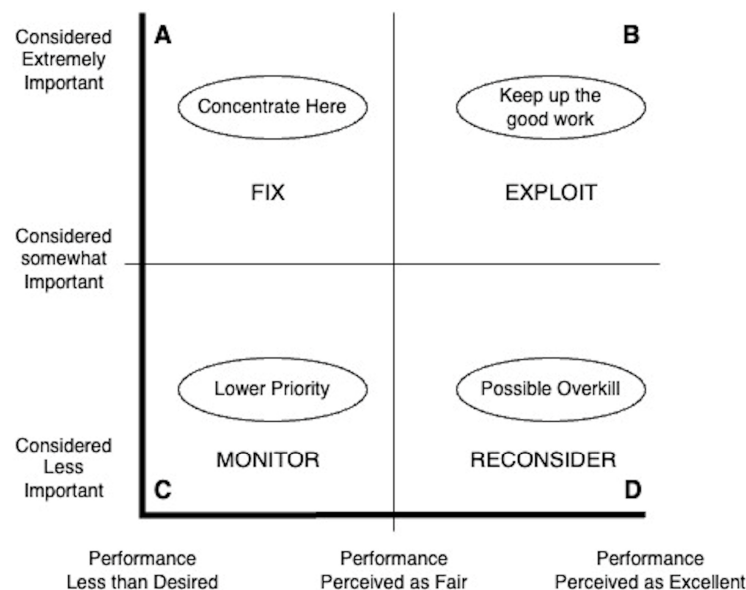 Considered
Extremely
Important
A
B
Concentrate Here
Keep up the
good work
FIX
EXPLOIT
Considered
somewhat
Important
Lower Priority
Possible Overkill
Considered
Less
Important
MONITOR
RECONSIDER
C
D
Performance
Less than Desired
Performance
Perceived as Fair
Performance
Perceived as Excellent